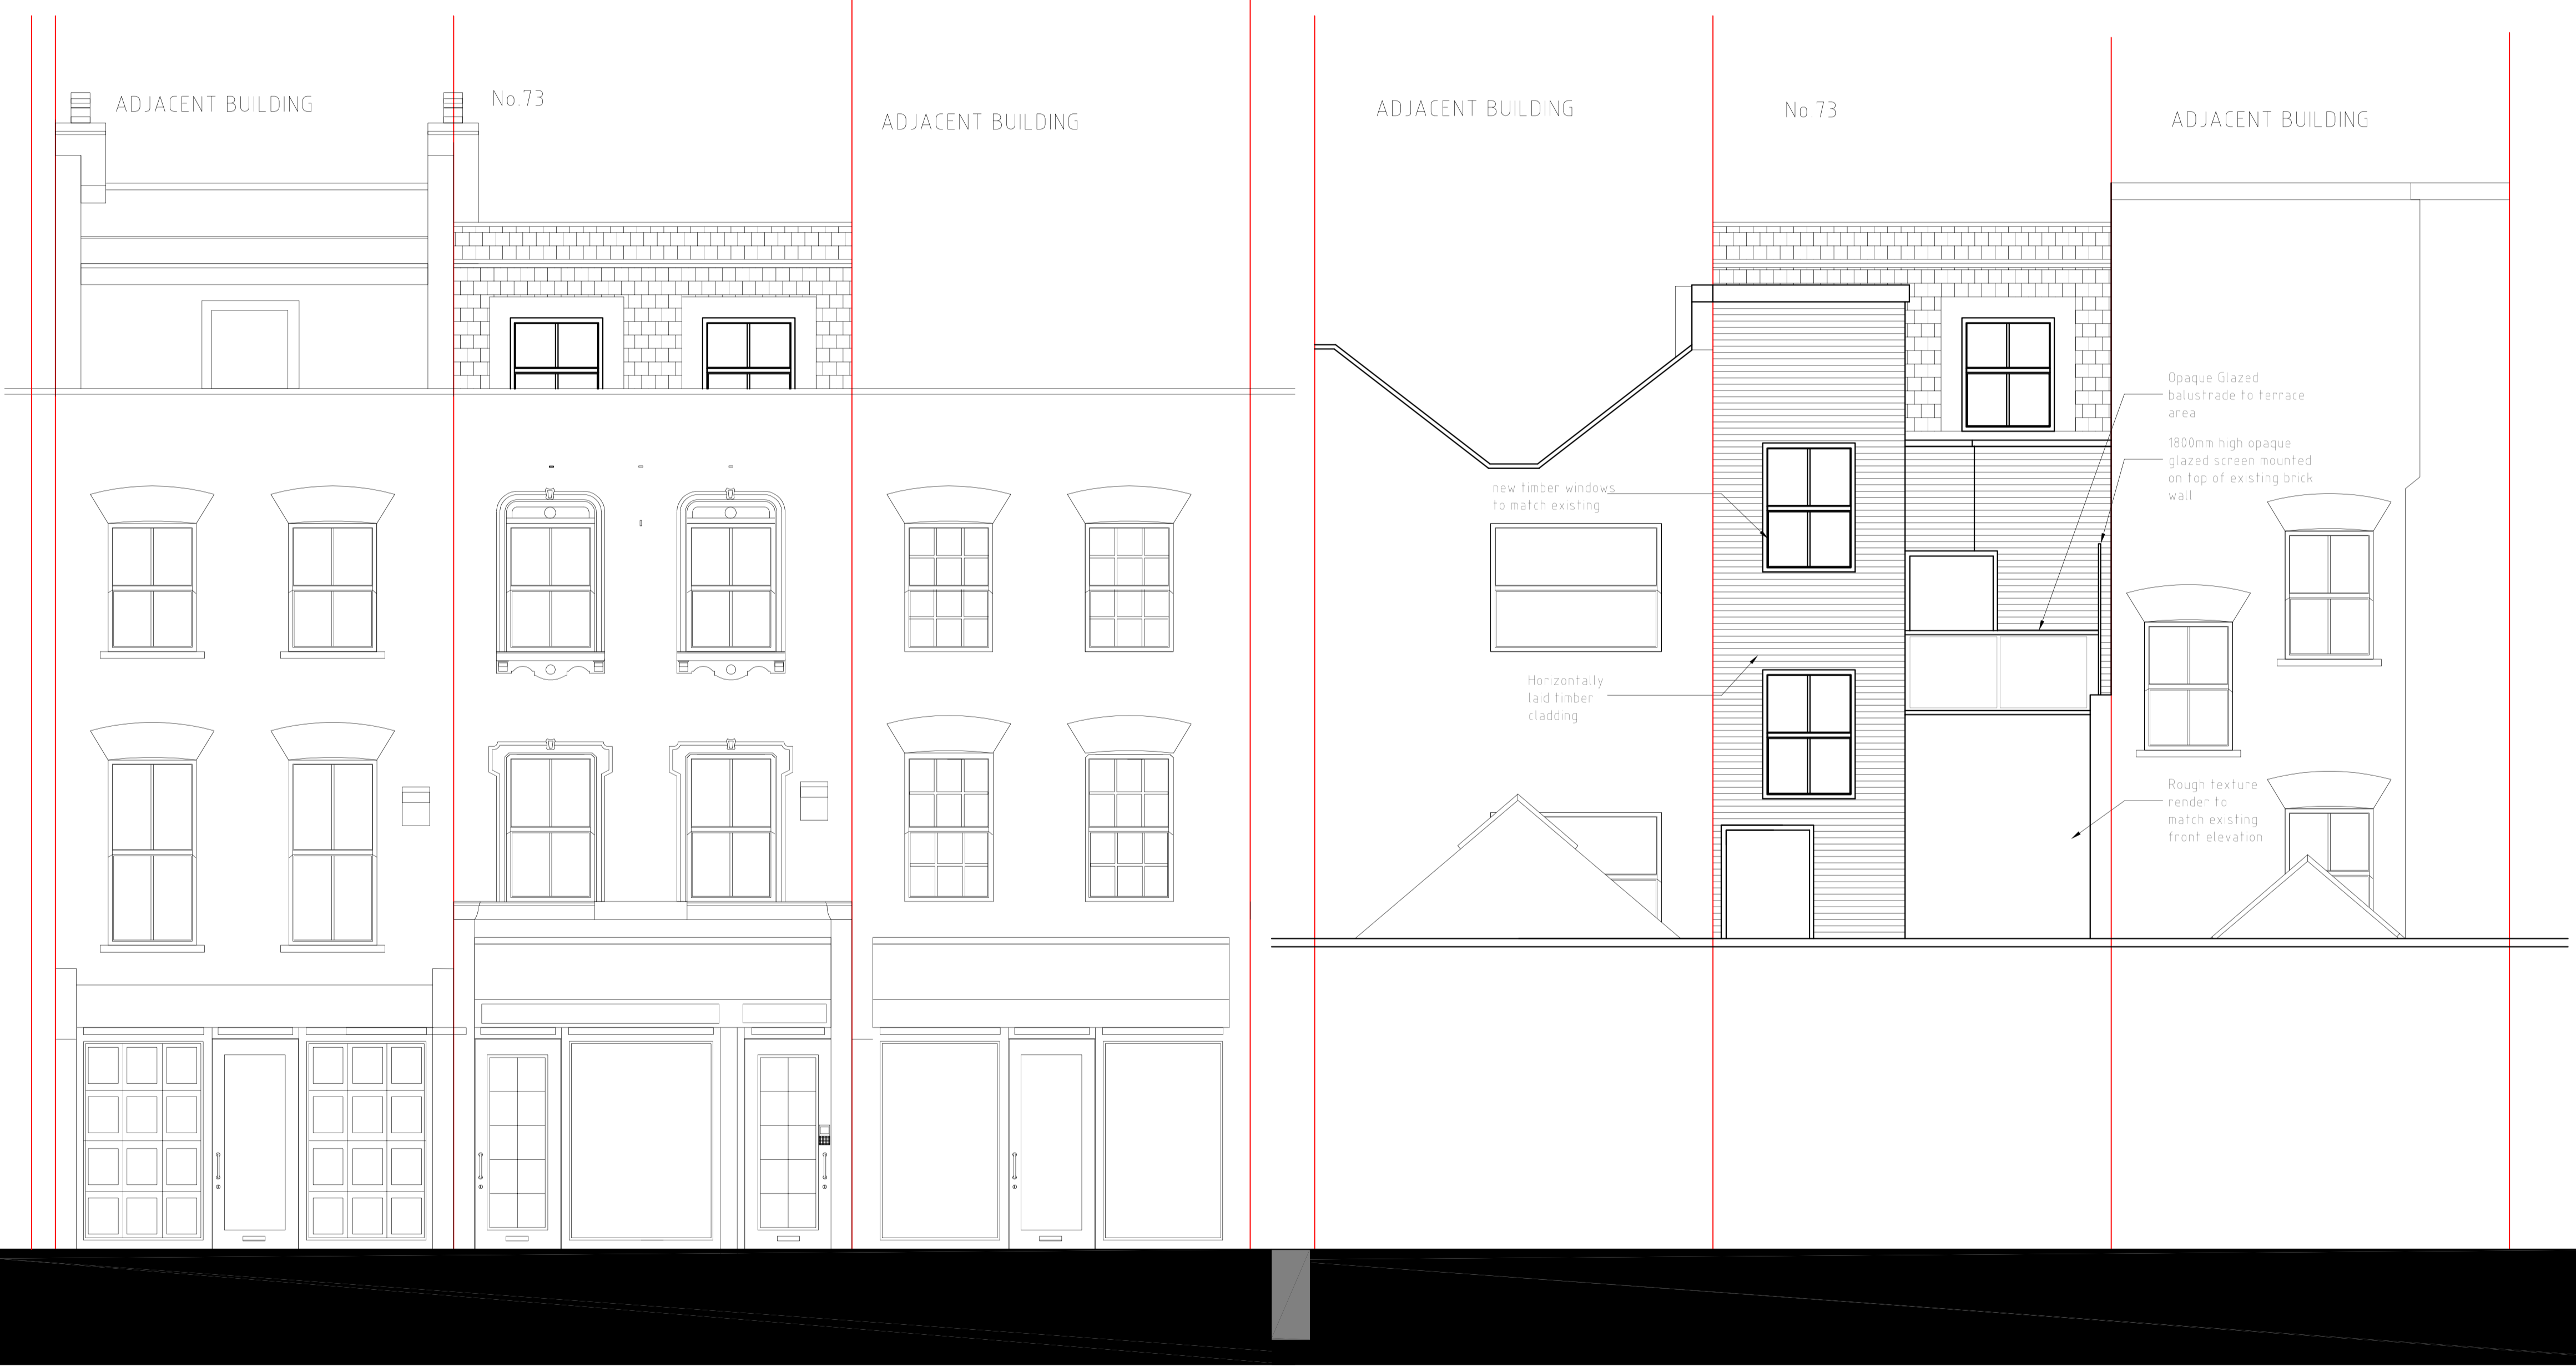 ADJACENT BUILDING
No.73
ADJACENT BUILDING
ADJACENT BUILDING
No.73
ADJACENT BUILDING
Opaque Glazed
balustrade to terrace
area
1800mm high opaque
glazed screen mounted
on top of existing brick
wall
new timber windows
to match existing
Horizontally
laid timber
cladding
Rough texture
render to
match existing
front elevation